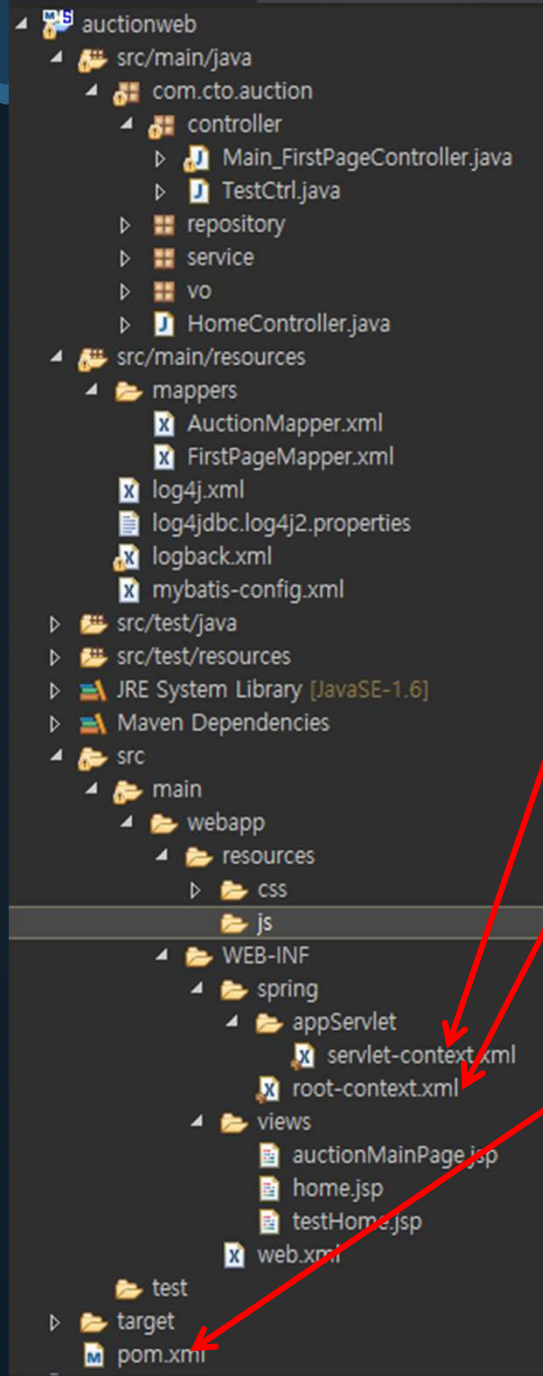 auctionweb
src/main/java
com.cto.auction
controller
Main_FirstPageController.java
TestCtrl.java
repository
service
vo
HomeController.java
src/main/resources
mappers
AuctionMapper.xml
FirstPageMapper.xml
log4j.xml
log4jdbc.log4j2.properties
logback.xml
mybatis-config.xml
src/test/java
src/test/resources
JRE System Library [JavaSE-1.6]
Maven Dependencies
src
main
webapp
resources
css
js
WEB-INF
spring
appServlet
servlet-context.xml
root-context.xml
views
auctionMainPage.jsp
home.jsp
testHome.jsp
web.xml
test
target
pom.xml